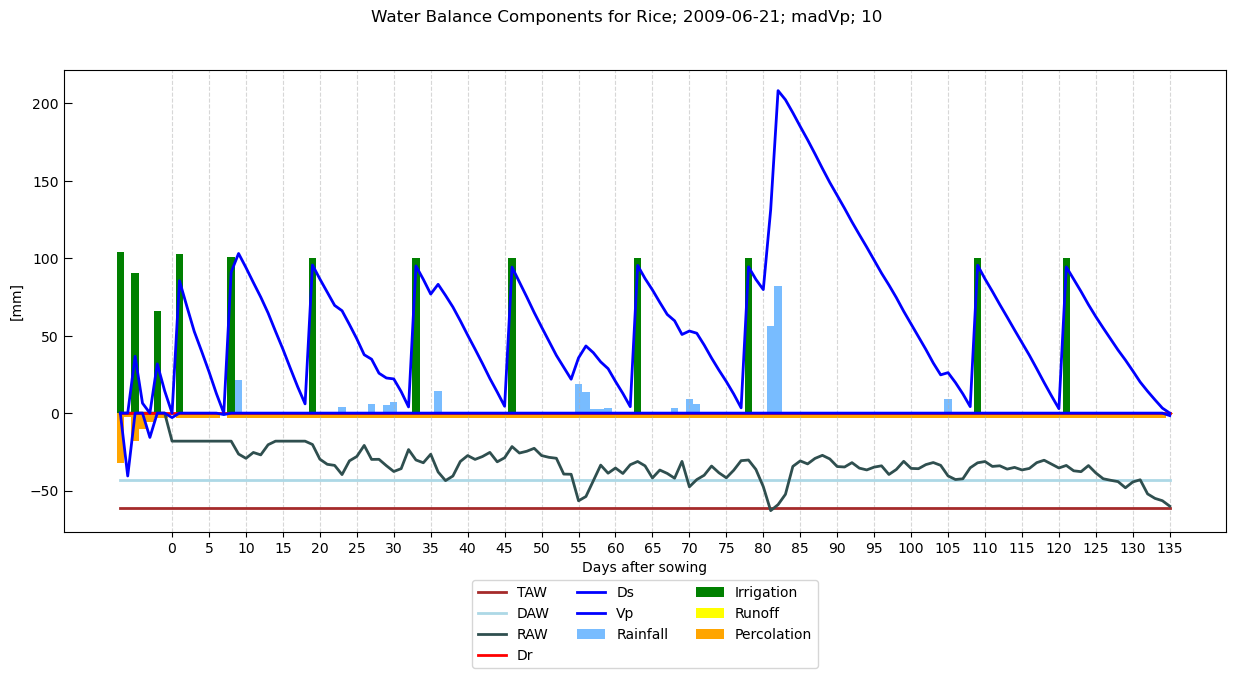 Water Balance Components for Rice; 2009-06-21; madVp; 10
[mm]
200
150
100
50
0
−50
0 5 10 15 20 25 30 35 40 45 50 55 60 65 70 75 80 85 90 95 100 105 110 115 120 125 130 135
Days after sowing
TAW Ds Irrigation
DAW Vp Runoff
RAW Rainfall Percolation
Dr